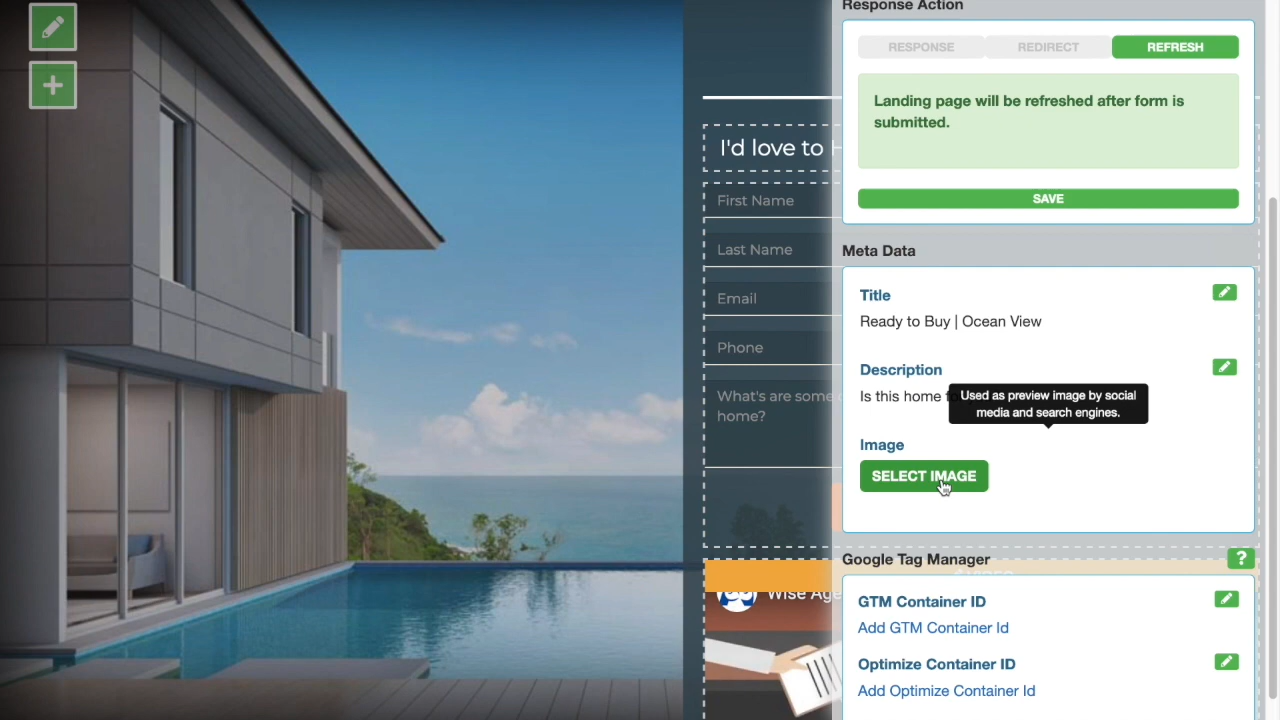 Response Action
RESPONSE
REDIRECT
REFRESH
Landing page will be refreshed after form is
submitted.
SAVE
I'd love to
First Name
Last Name
Email
Phone
What's are some
home?
Meta Data
Title
Ready to Buy | Ocean View
Description
Is this home
Used as preview image by social
media and search engines.
Image
SELECT IMAGE
Google Tag Manager
?
Wise Age
GTM Container ID
Add GTM Container Id
Optimize Container ID
Add Optimize Container Id